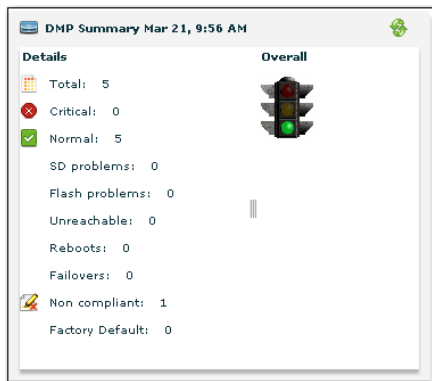 DMP Summary Mar 21, 9:56 AM
Details
Overall
Total: 5
Critical: 0
Normal: 5
SD problems: 0
Flash problems: 0
Unreachable: 0
Reboots: 0
Failovers: 0
Non compliant: 1
Factory Default: 0